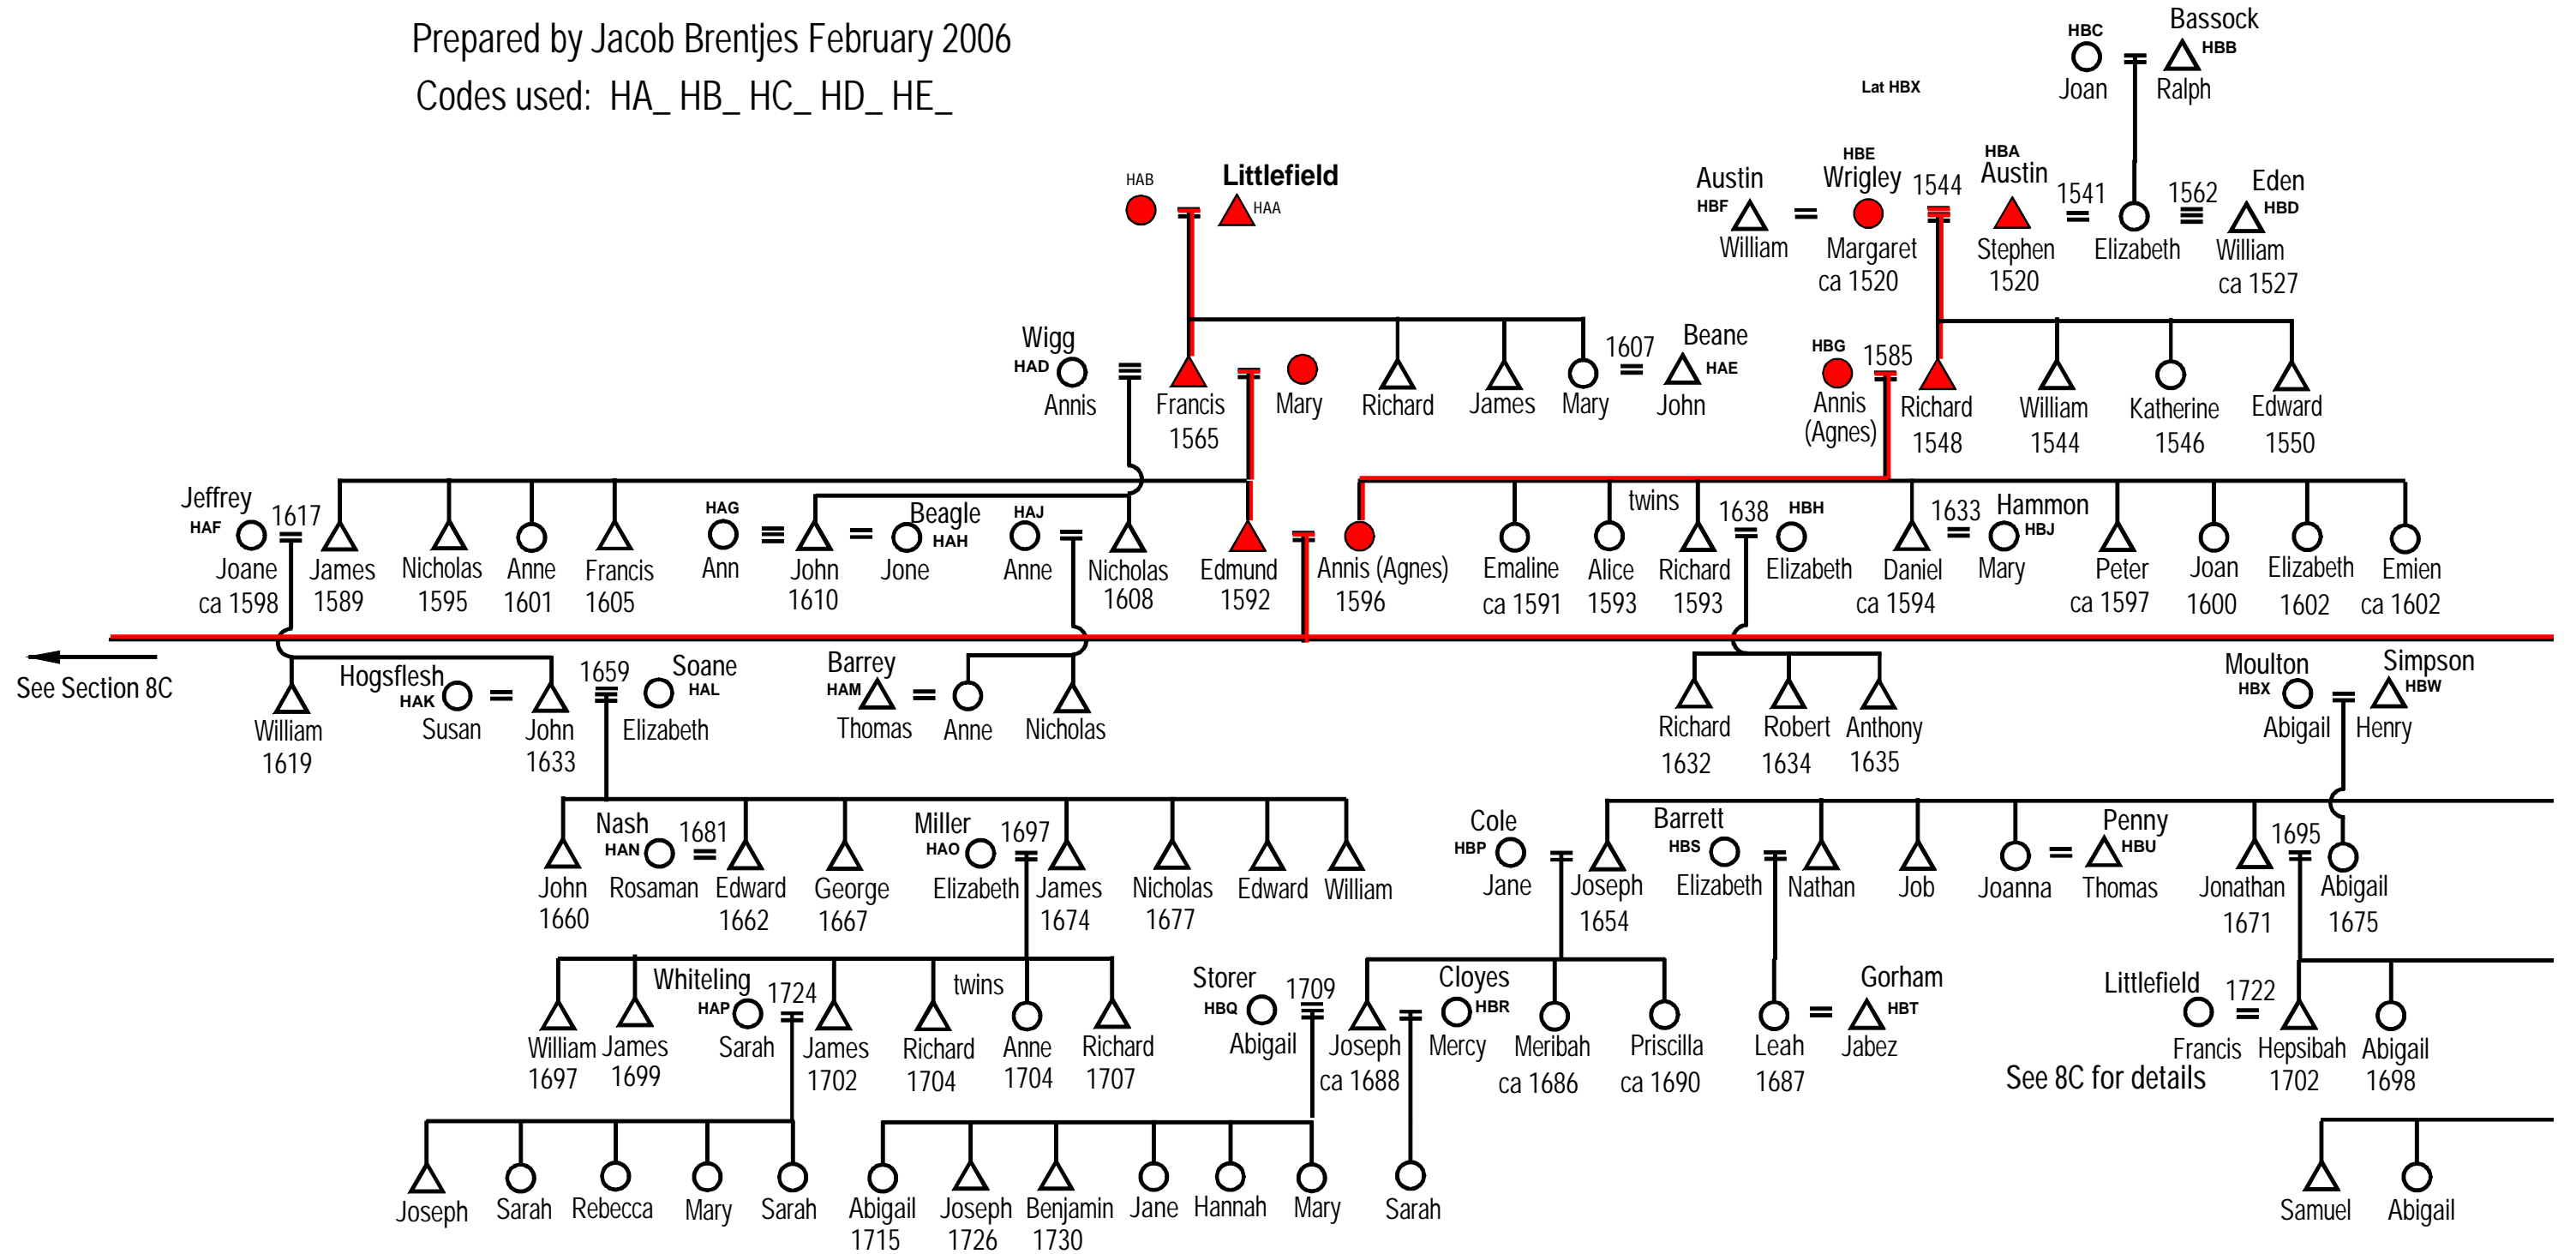 Prepared by Jacob Brentjes February 2006
Codes used: HA_ HB_ HC_ HD_ HE_
Bassock
HBC
HBB
Joan
Ralph
Lat HBX
HAB
Littlefield
HAA
Austin
HBF
William
HBE
Wrigley
Margaret
ca 1520
1544
HBA
Austin
Stephen
1520
1541
Elizabeth
1562
Eden
HBD
William
ca 1527
Wigg
HAD
Annis
Francis
1565
Mary
Richard
James
Mary
1607
Beane
HAE
John
HBG
Annis
(Agnes)
1585
Richard
1548
William
1544
Katherine
1546
Edward
1550
Jeffrey
HAF
Joane
ca 1598
1617
James
1589
Nicholas
1595
Anne
1601
Francis
1605
HAG
Ann
John
1610
Beagle
HAH
Jone
HAJ
Anne
Nicholas
1608
Edmund
1592
Annis (Agnes)
1596
Emaline
ca 1591
Alice
1593
twins
Richard
1593
1638
HBH
Elizabeth
Daniel
ca 1594
1633
Hammon
HBJ
Mary
Peter
ca 1597
Joan
1600
Elizabeth
1602
Emien
ca 1602
See Section 8C
William
1619
Hogsflesh
HAK
Susan
John
1633
1659
Soane
HAL
Elizabeth
Barrey
HAM
Thomas
Anne
Nicholas
Richard
1632
Robert
1634
Anthony
1635
Moulton
HBX
Abigail
Simpson
HBW
Henry
John
1660
Nash
HAN
Rosaman
1681
Edward
1662
George
1667
Miller
HAO
Elizabeth
1697
James
1674
Nicholas
1677
Edward
William
Cole
HBP
Jane
Joseph
1654
Barrett
HBS
Elizabeth
Nathan
Job
Joanna
Penny
HBU
Thomas
Jonathan
1671
1695
Abigail
1675
William
1697
James
1699
Whiteling
HAP
Sarah
1724
James
1702
Richard
1704
twins
Anne
1704
Richard
1707
Storer
HBQ
Abigail
1709
Joseph
ca 1688
Cloyes
HBR
Mercy
Meribah
ca 1686
Priscilla
ca 1690
Leah
1687
Gorham
HBT
Jabez
Littlefield
Francis
1722
Hepsibah
1702
Abigail
1698
See 8C for details
Joseph
Sarah
Rebecca
Mary
Sarah
Abigail
1715
Joseph
1726
Benjamin
1730
Jane
Hannah
Mary
Sarah
Samuel
Abigail